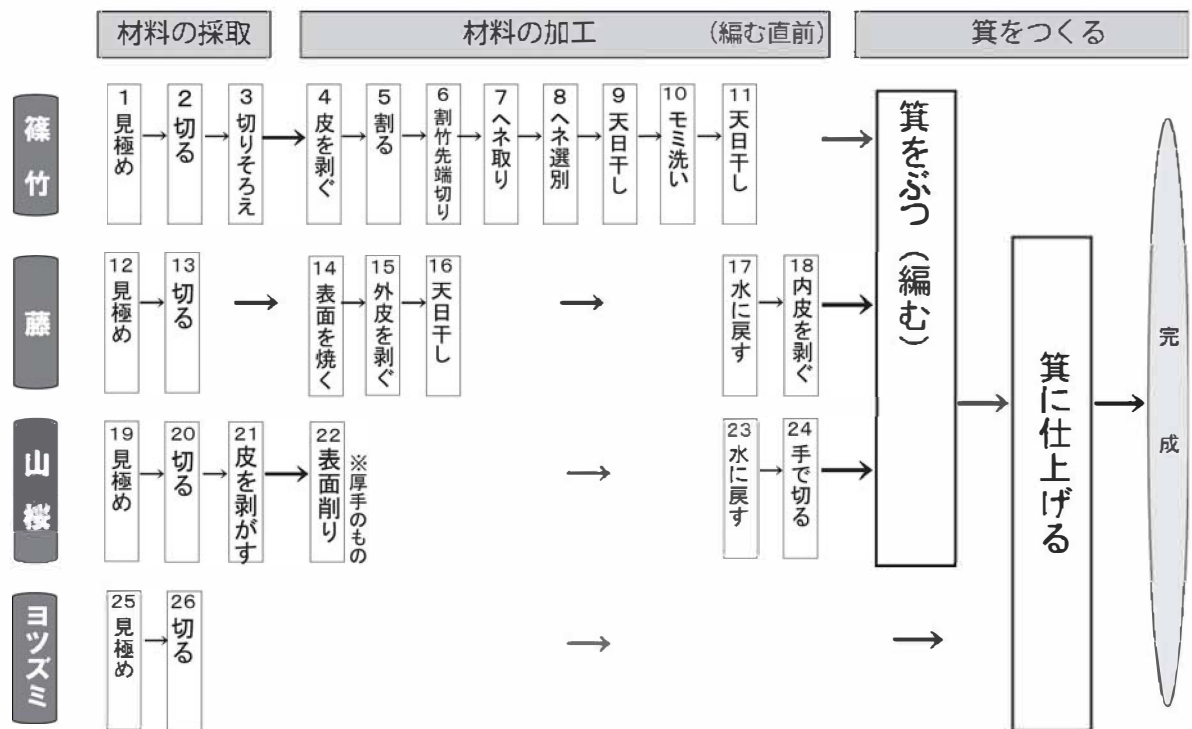 材料の採取
材料の加工 (編む直前)
箕をつくる
篠竹
1 見極め
2 切る
3 切りそろえ
4 皮を剥ぐ
5 割る
6 割竹先端切り
7 ヘネ取り
8 ヘネ選別
9 天日干し
10 モミ洗い
11 天日干し
藤
12 見極め
13 切る
14 表面を焼く
15 外皮を剥ぐ
16 天日干し
17 水に戻す
18 内皮を剥ぐ
山桜
19 見極め
20 切る
21 皮を剥がす
22 表面削り
※厚手のもの
23 水に戻す
24 手で切る
ヨツズミ
25 見極め
26 切る
箕をぶつ(編む)
箕に仕上げる
完成